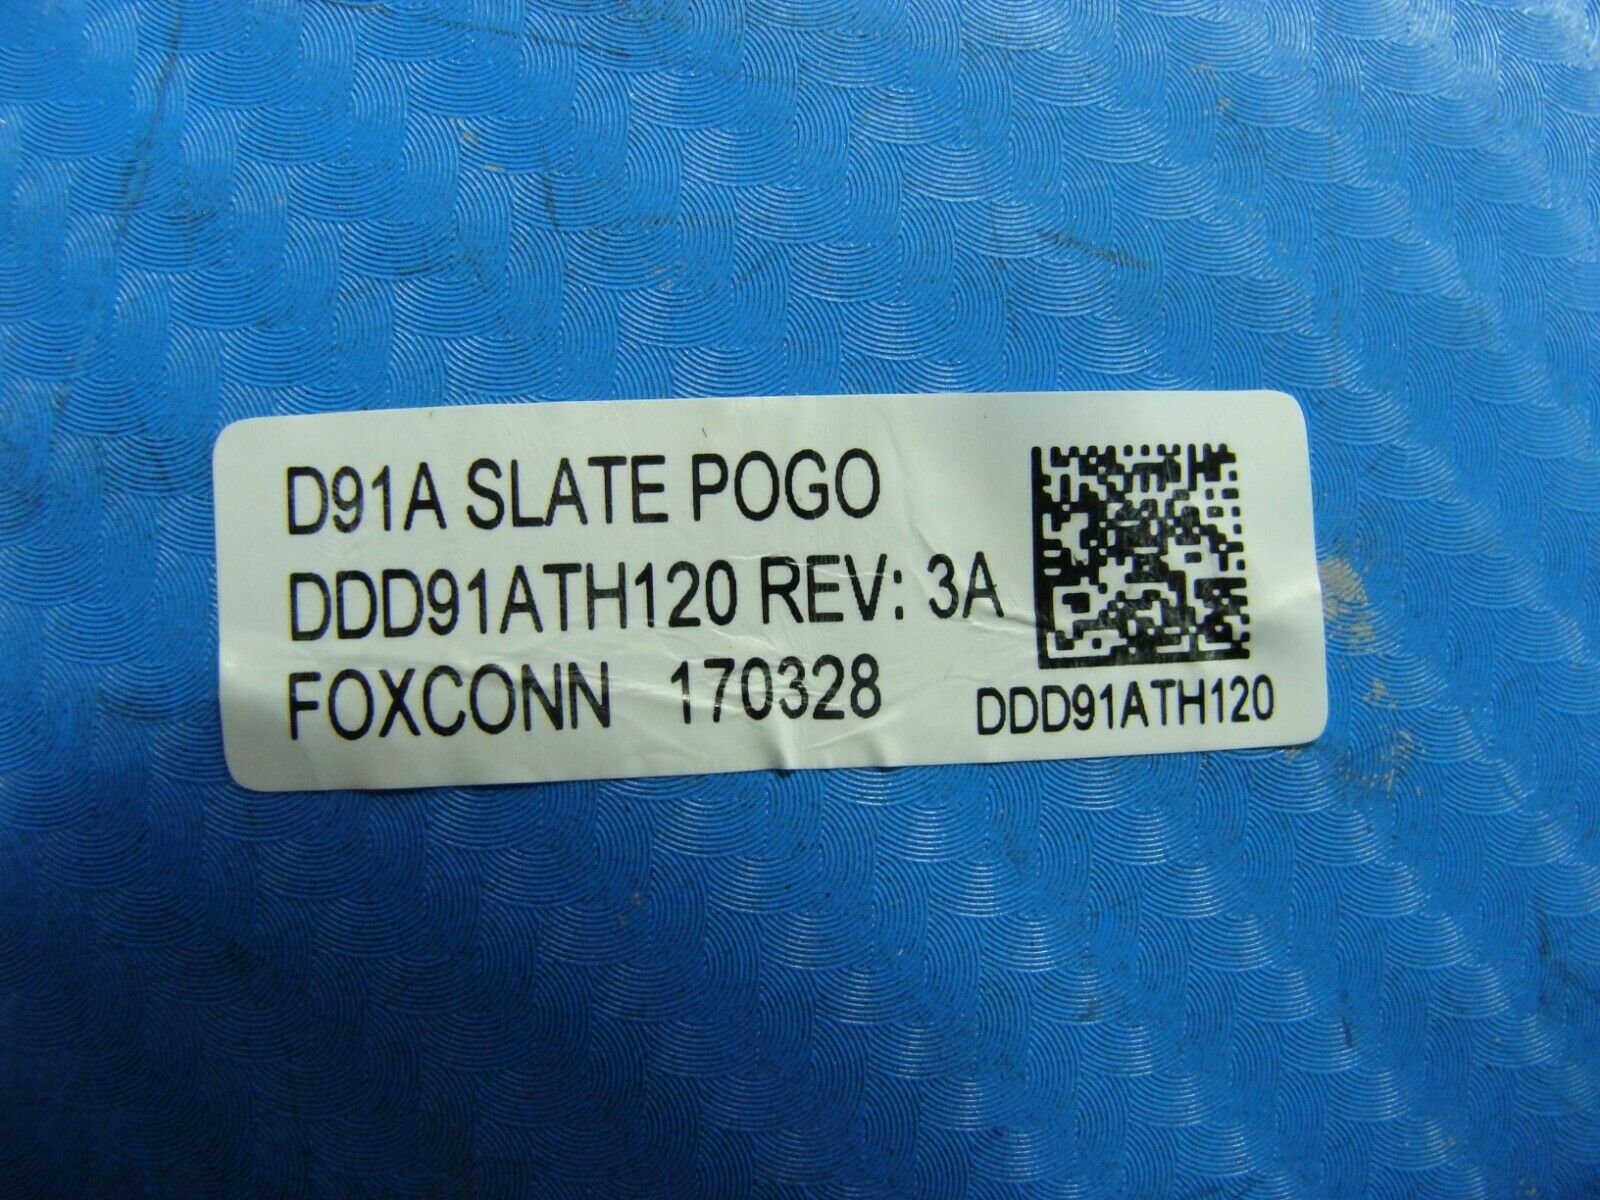 D91A SLATE POGO
DDD91ATH120 REV: 3A
FOXCONN 170328
DDD91ATH120